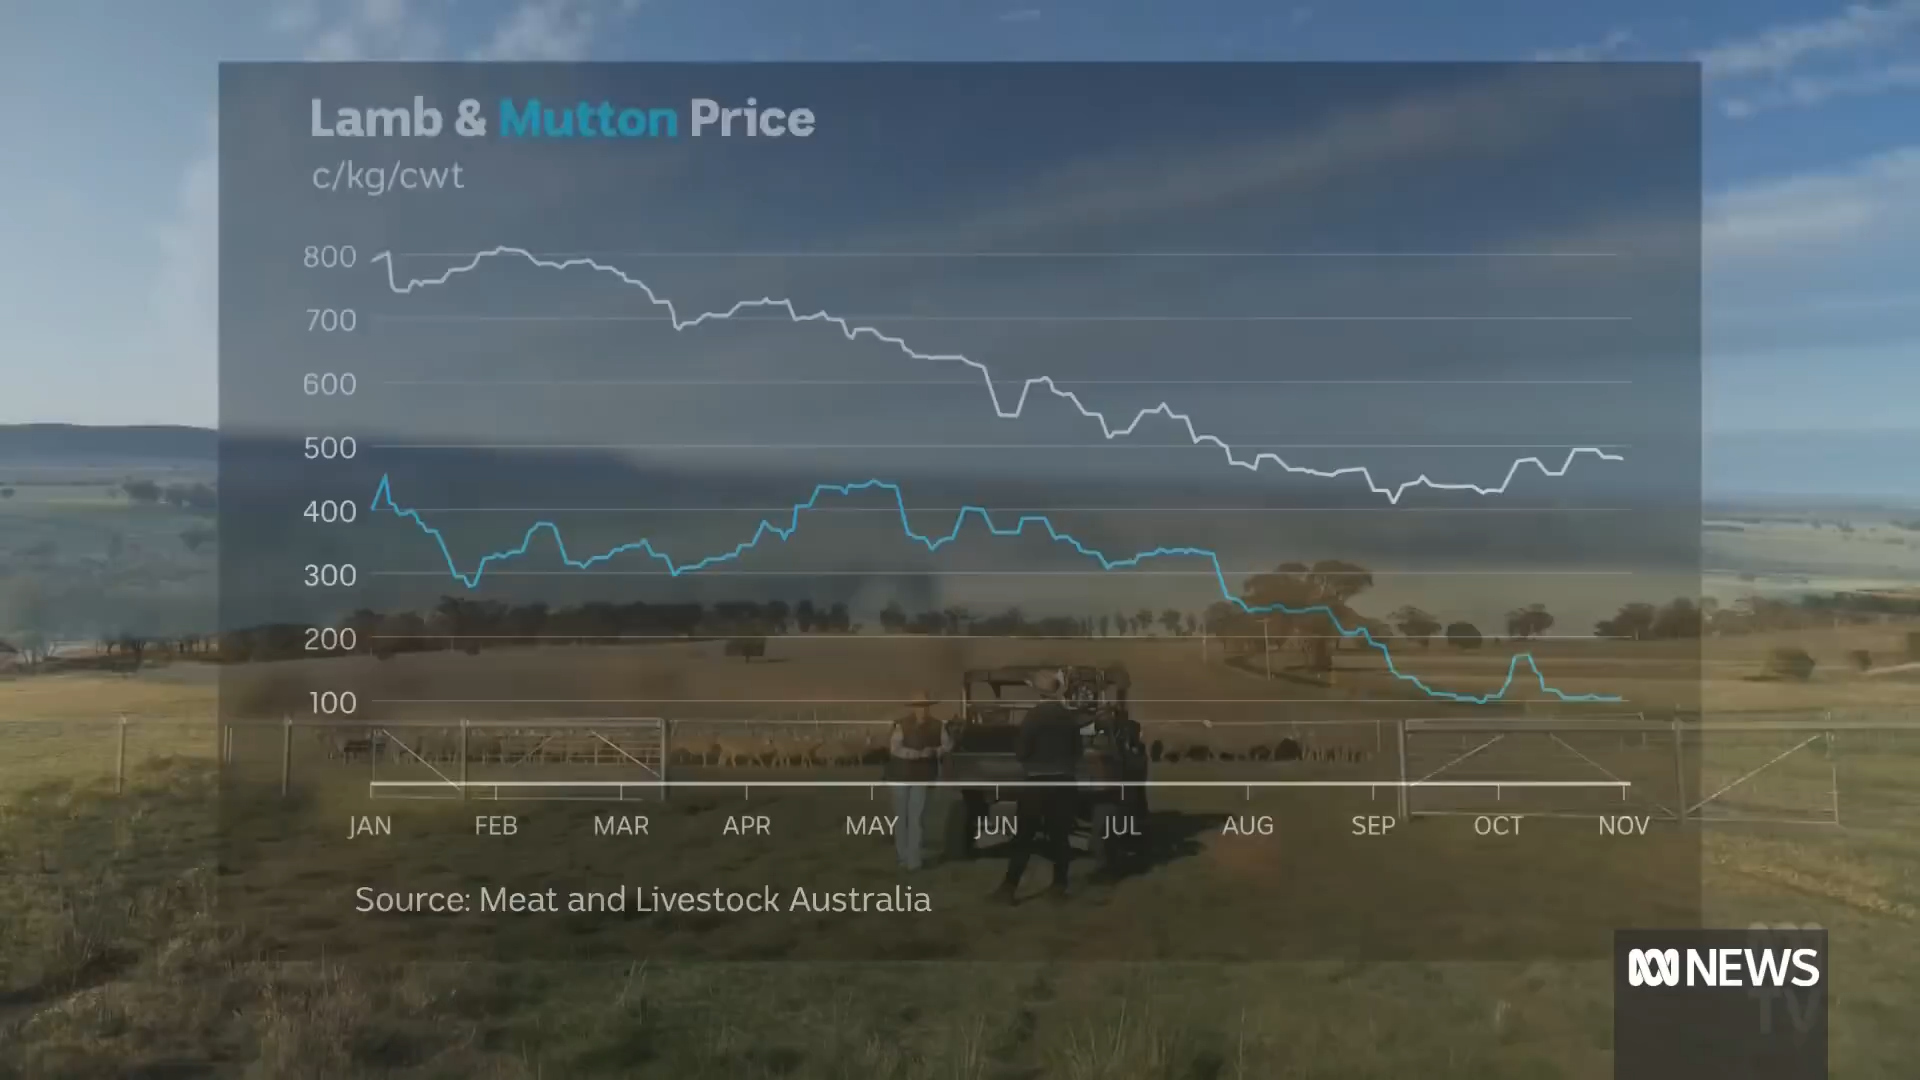 Lamb & Mutton Price
c/kg/cwt
800
700
600
500
400
300
200
100
JAN FEB MAR APR MAY JUN JUL AUG SEP OCT NOV
Source: Meat and Livestock Australia
NEWS
TV